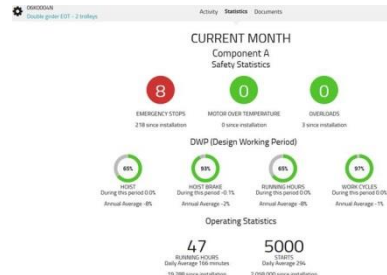 06K0004N
Double girder EOT - 2 trolleys
Activity Statistics Documents
CURRENT MONTH
Component A
Safety Statistics
8 0 0
EMERGENCY STOPS MOTOR OVER TEMPERATURE OVERLOADS
218 since installation 0 since installation 3 since installation
DWP (Design Working Period)
65% 93% 65% 97%
HOIST HOIST BRAKE RUNNING HOURS WORK CYCLES
During this period 0.0% During this period -0.1% During this period 0.0% During this period 0.0%
Annual Average -8% Annual Average -2% Annual Average -8% Annual Average -1%
Operating Statistics
47 5000
RUNNING HOURS STARTS
Daily Average 166 minutes Daily Average 294
since installation since installation